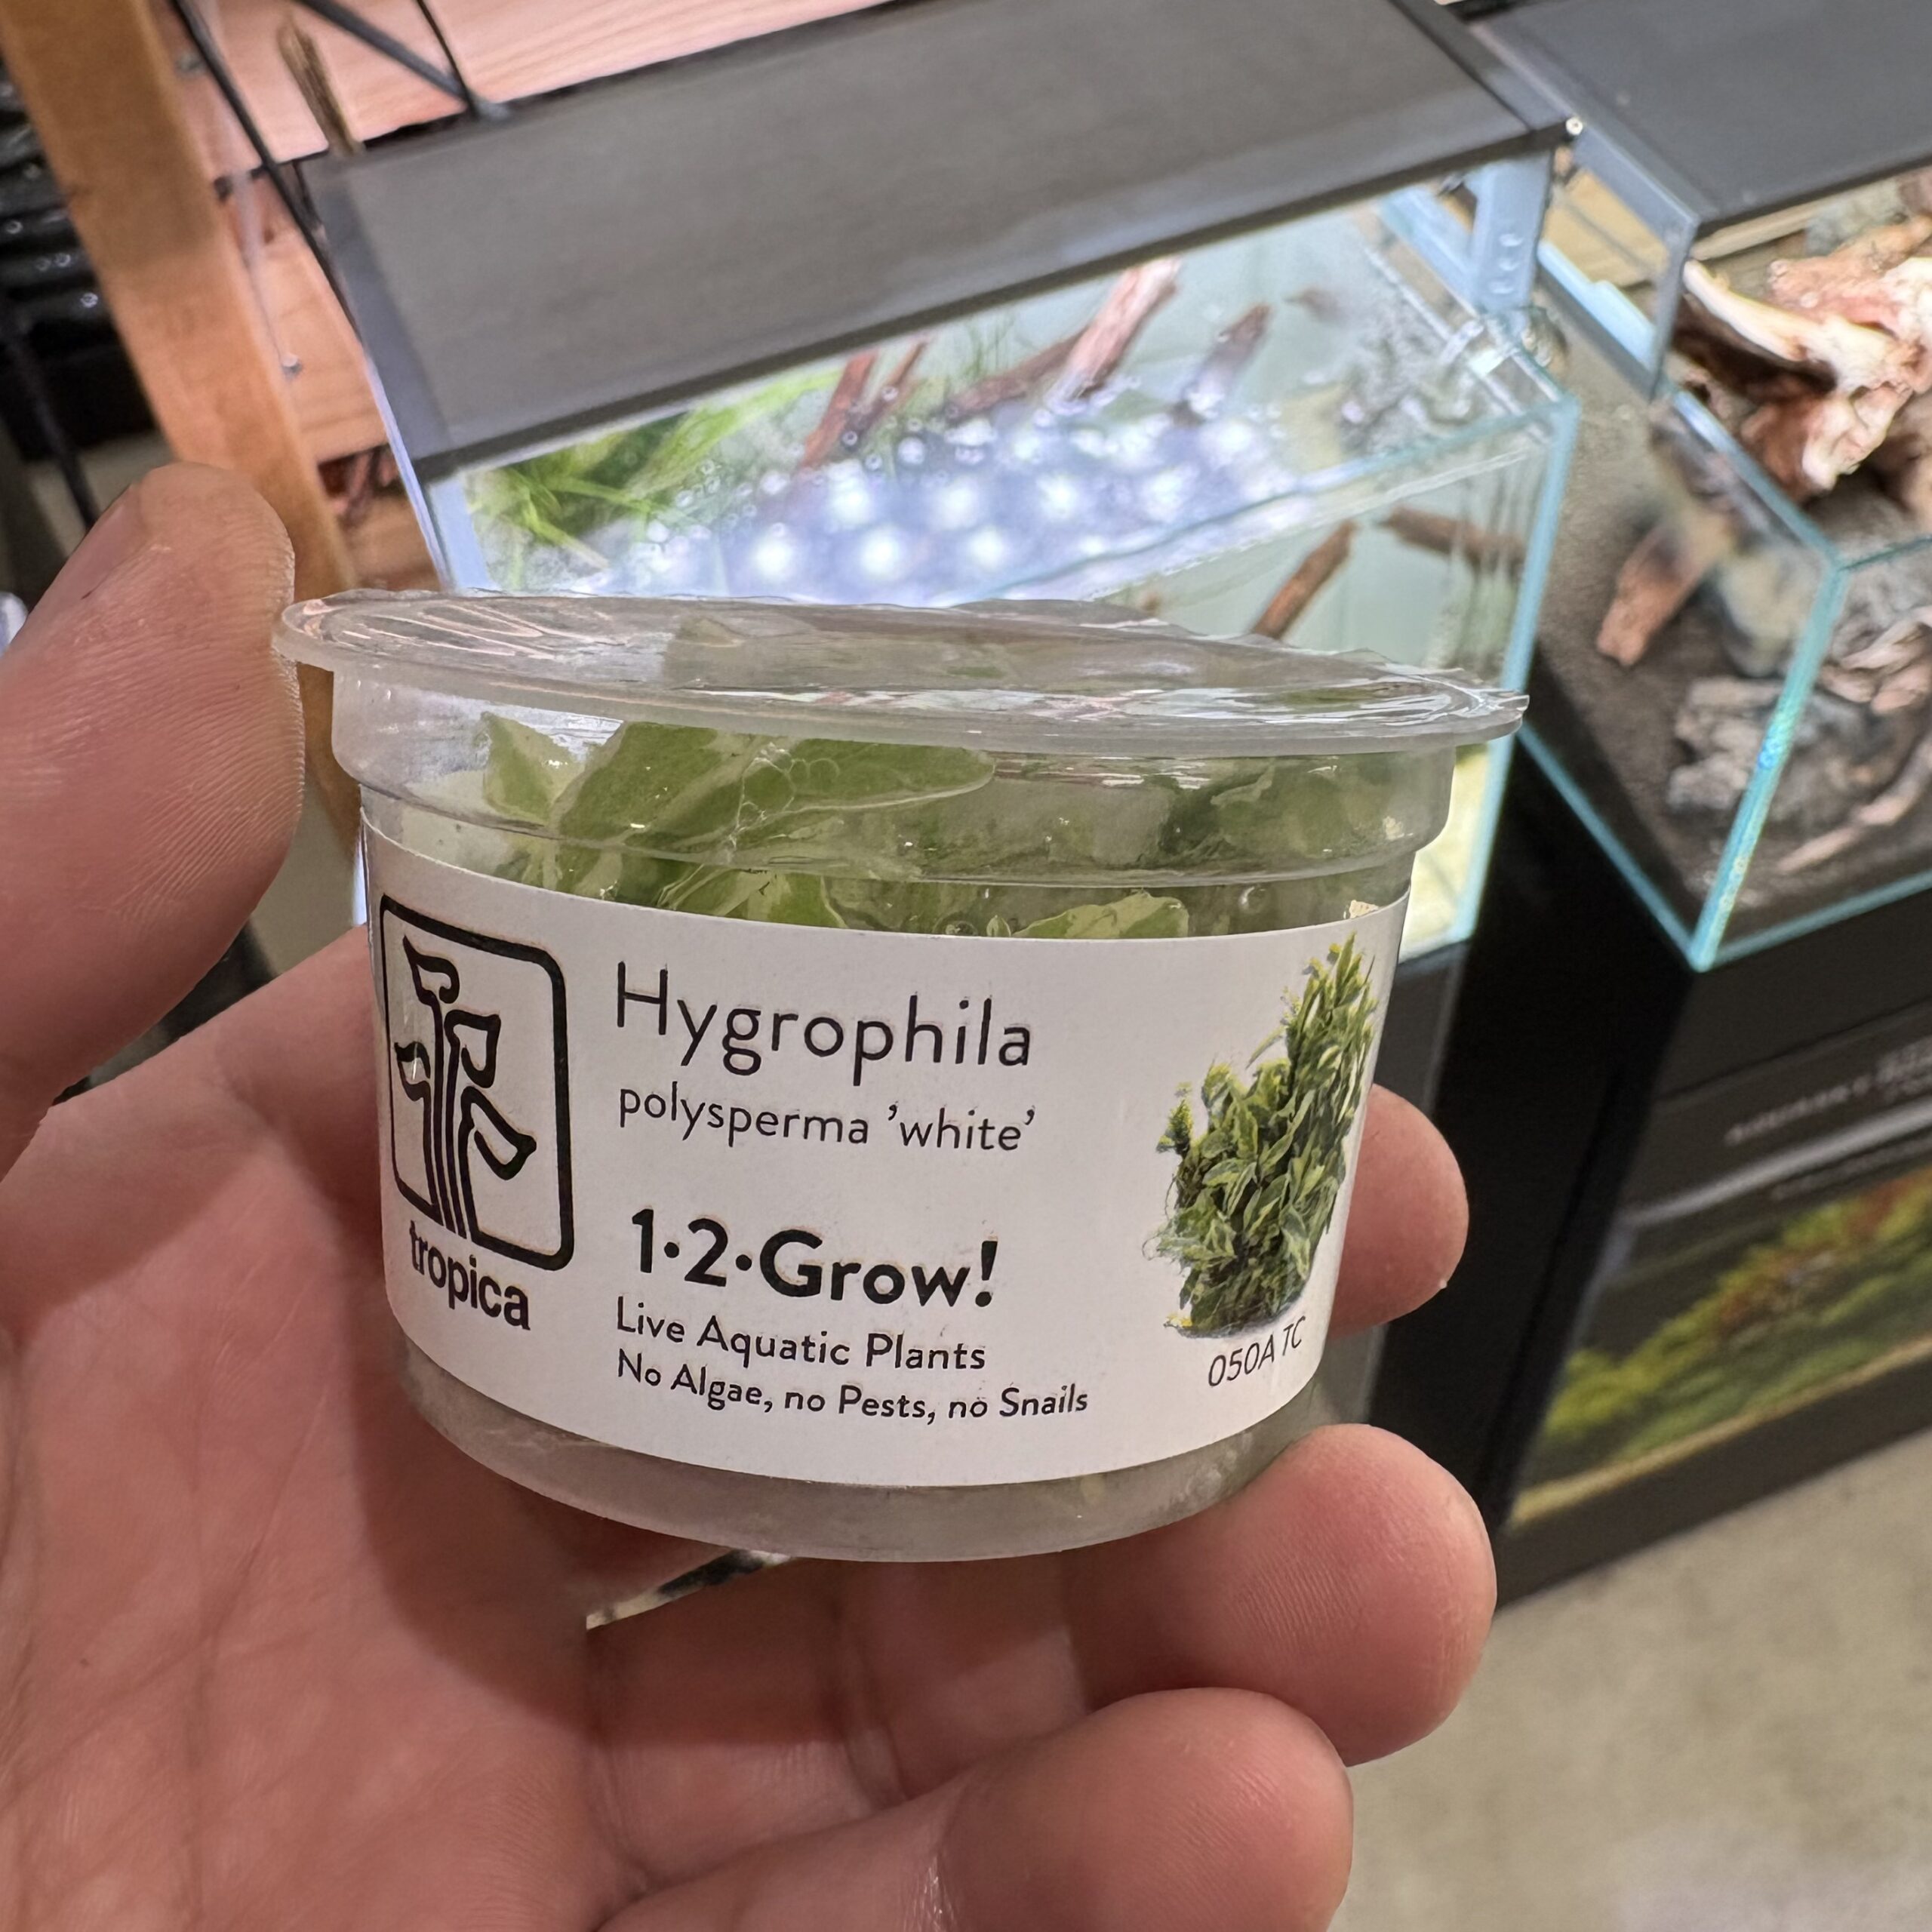 tropica
Hygrophila
polysperma 'white'
1·2·Grow!
Live Aquatic Plants
No Algae, no Pests, no Snails
050A TC